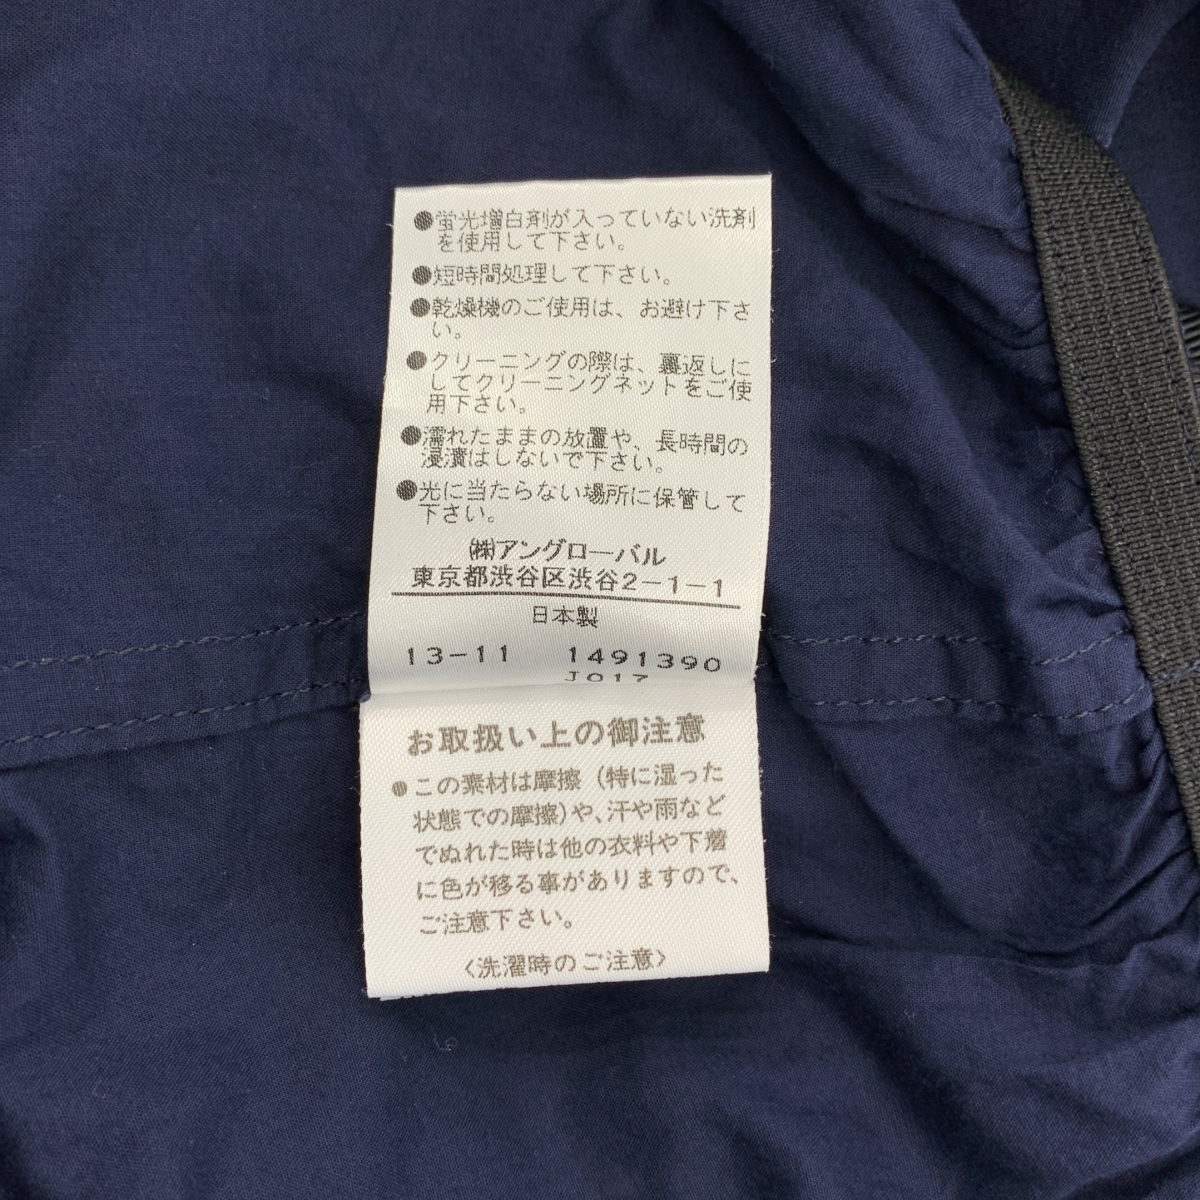 ●蛍光増白剤が入っていない洗剤
を使用して下さい。
●短時間処理して下さい。
●乾燥機のご使用は、お避け下さ
い。
●クリーニングの際は、裏返しに
してクリーニングネットをご使
用下さい。
●濡れたままの放置や、長時間の
浸漬はしないで下さい。
●光に当たらない場所に保管して
下さい。
㈱アングローバル
東京都渋谷区渋谷2-1-1
日本製
13-11 1491390
J017
お取扱い上の御注意
●この素材は摩擦(特に湿った
状態での摩擦)や、汗や雨など
でぬれた時は他の衣料や下着
に色が移る事がありますので、
ご注意下さい。
〈洗濯時のご注意〉